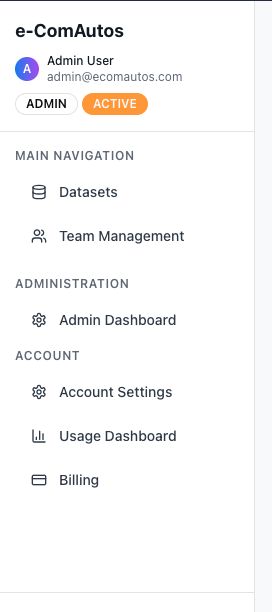 e-ComAutos
A
Admin User
admin@ecomautos.com
ADMIN ACTIVE
MAIN NAVIGATION
Datasets
Team Management
ADMINISTRATION
Admin Dashboard
ACCOUNT
Account Settings
Usage Dashboard
Billing